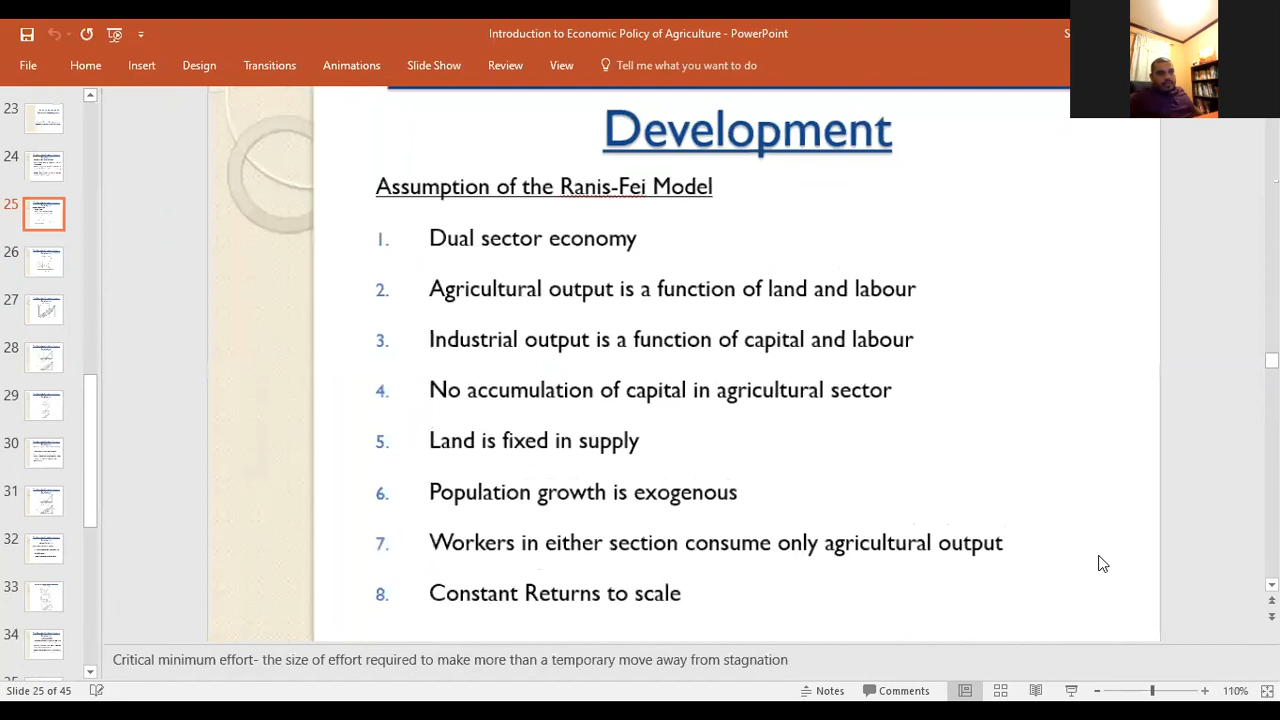 Introduction to Economic Policy of Agriculture - PowerPoint
S
File Home Insert Design Transitions Animations Slide Show Review View Tell me what you want to do
23
24
25
26
27
28
29
30
31
32
33
34
Development
Assumption of the Ranis-Fei Model
1. Dual sector economy
2. Agricultural output is a function of land and labour
3. Industrial output is a function of capital and labour
4. No accumulation of capital in agricultural sector
5. Land is fixed in supply
6. Population growth is exogenous
7. Workers in either section consume only agricultural output
8. Constant Returns to scale
Critical minimum effort- the size of effort required to make more than a temporary move away from stagnation
Slide 25 of 45 Notes Comments 110%